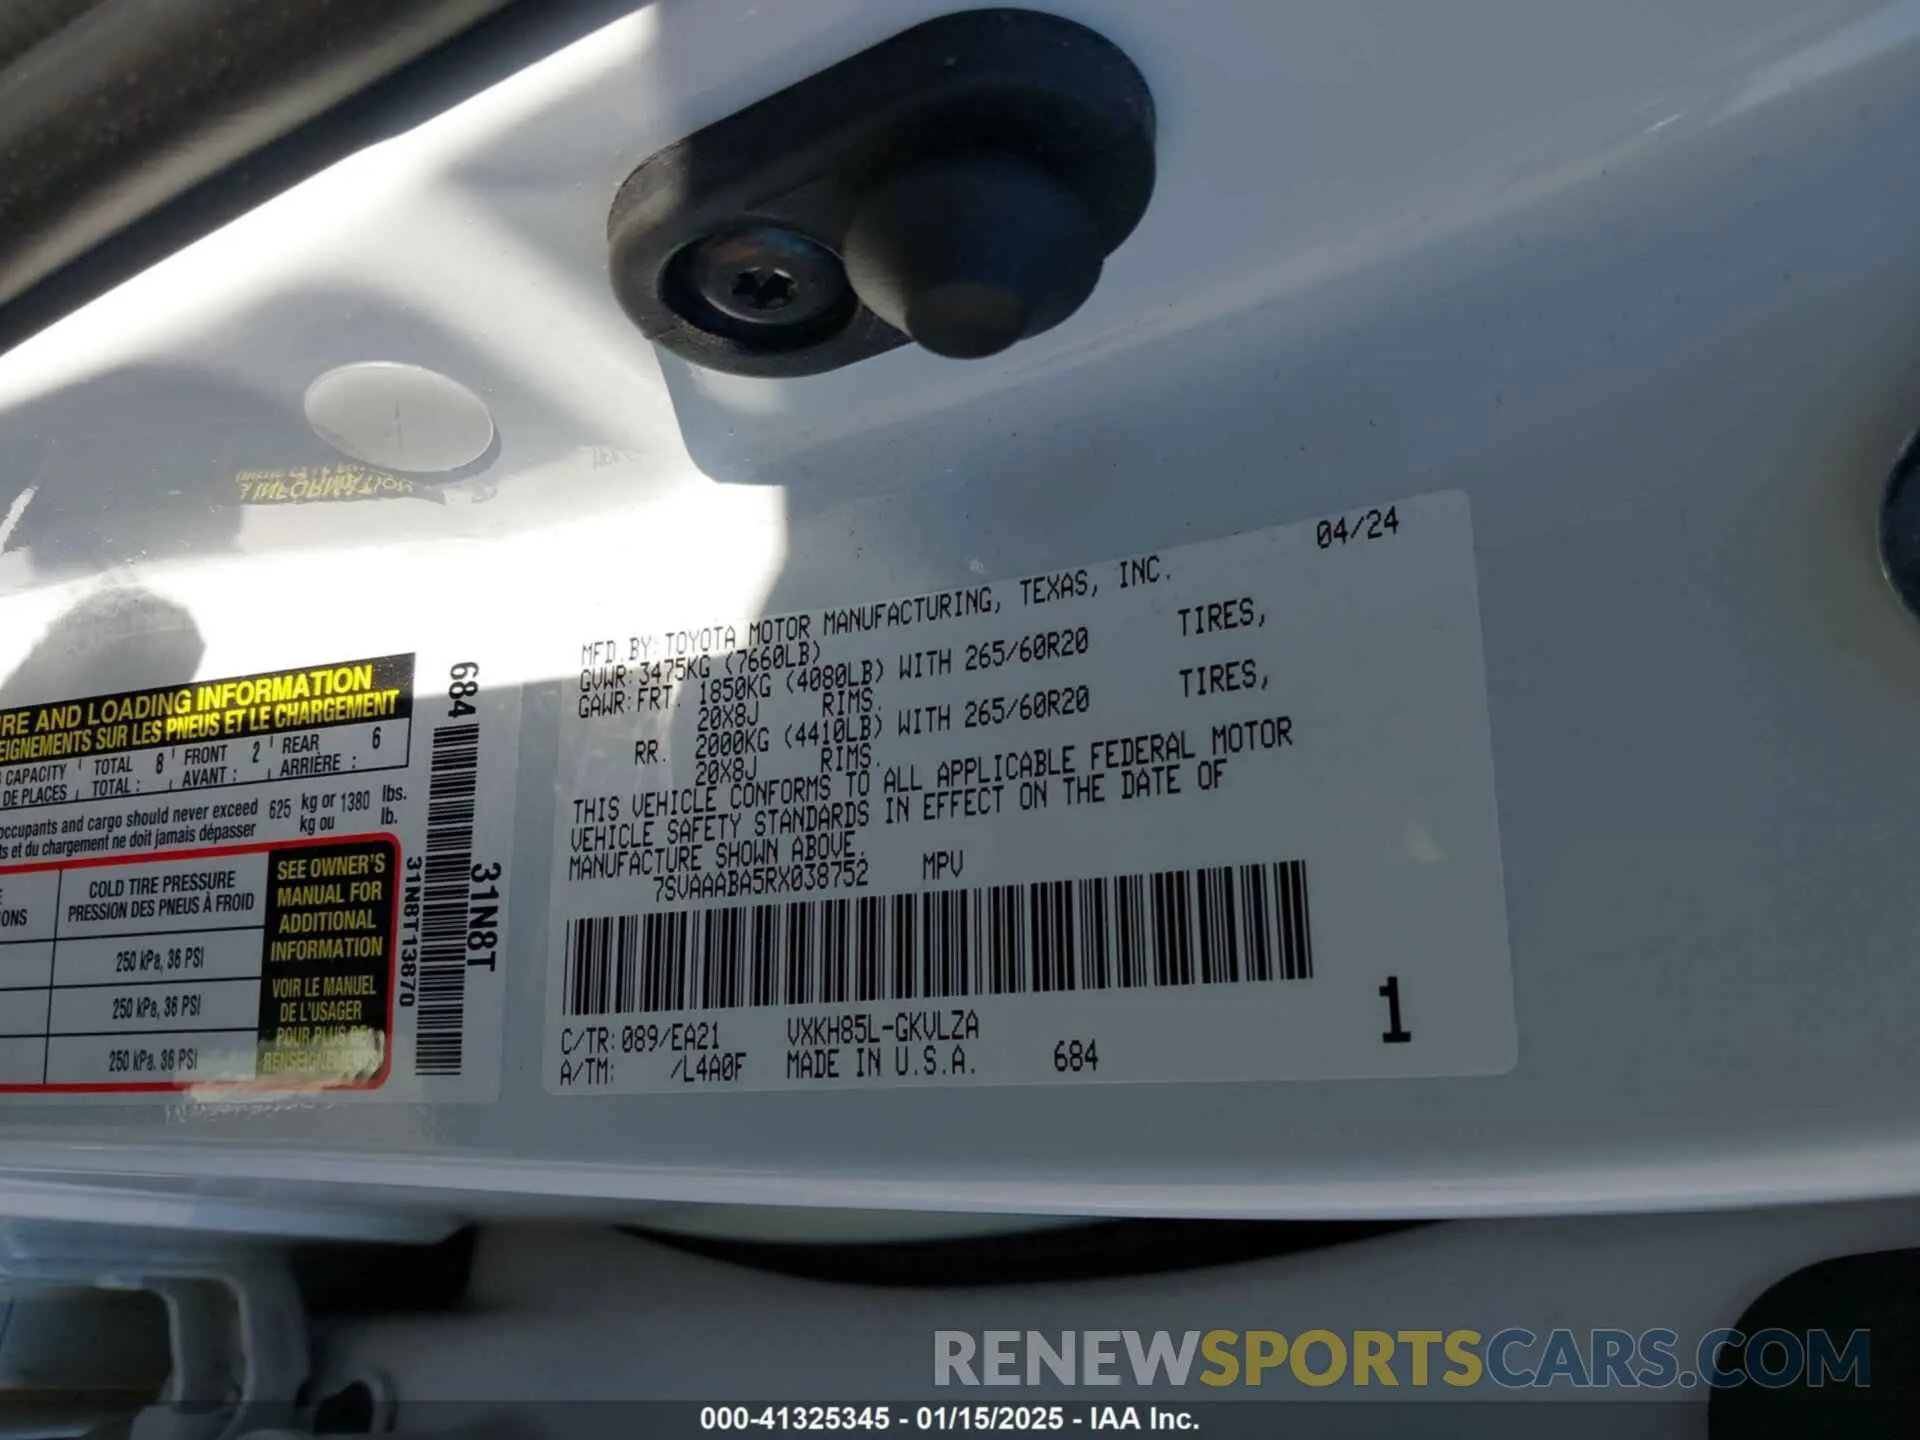 04/24
MFD.BY:TOYOTA MOTOR MANUFACTURING, TEXAS, INC.
GVWR:3475KG (7660LB)
GAWR:FRT. 1850KG (4080LB) WITH 265/60R20 TIRES,
20X8J RIMS.
RR. 2000KG (4410LB) WITH 265/60R20 TIRES,
20X8J RIMS.
THIS VEHICLE CONFORMS TO ALL APPLICABLE FEDERAL MOTOR
VEHICLE SAFETY STANDARDS IN EFFECT ON THE DATE OF
MANUFACTURE SHOWN ABOVE.
7SVAAABA5RX038752 MPV
C/TR:089/EA21 VXKH85L-GKVLZA
A/TM: /L4A0F MADE IN U.S.A. 684
1
AND LOADING INFORMATION
SUR LES PNEUS ET LE CHARGEMENT
CAPACITY TOTAL 8 FRONT 2 REAR 6
DE PLACES TOTAL : AVANT : ARRIÈRE :
occupants and cargo should never exceed 625 kg or 1380 lbs.
et du chargement ne doit jamais dépasser kg ou lb.
COLD TIRE PRESSURE
PRESSION DES PNEUS À FROID
250 kPa, 36 PSI
250 kPa, 36 PSI
250 kPa, 36 PSI
SEE OWNER'S
MANUAL FOR
ADDITIONAL
INFORMATION
VOIR LE MANUEL
DE L'USAGER
POUR PLUS DE
RENSEIGNEMENTS
684
31N8T
31N8T13870
RENEWSPORTSCARS.COM
000-41325345 - 01/15/2025 - IAA Inc.